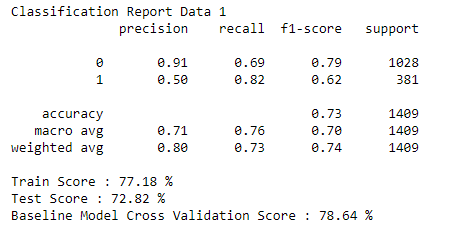 Classification Report Data 1
precision recall f1-score support
0 0.91 0.69 0.79 1028
1 0.50 0.82 0.62 381
accuracy 0.73 1409
macro avg 0.71 0.76 0.70 1409
weighted avg 0.80 0.73 0.74 1409
Train Score : 77.18 %
Test Score : 72.82 %
Baseline Model Cross Validation Score : 78.64 %